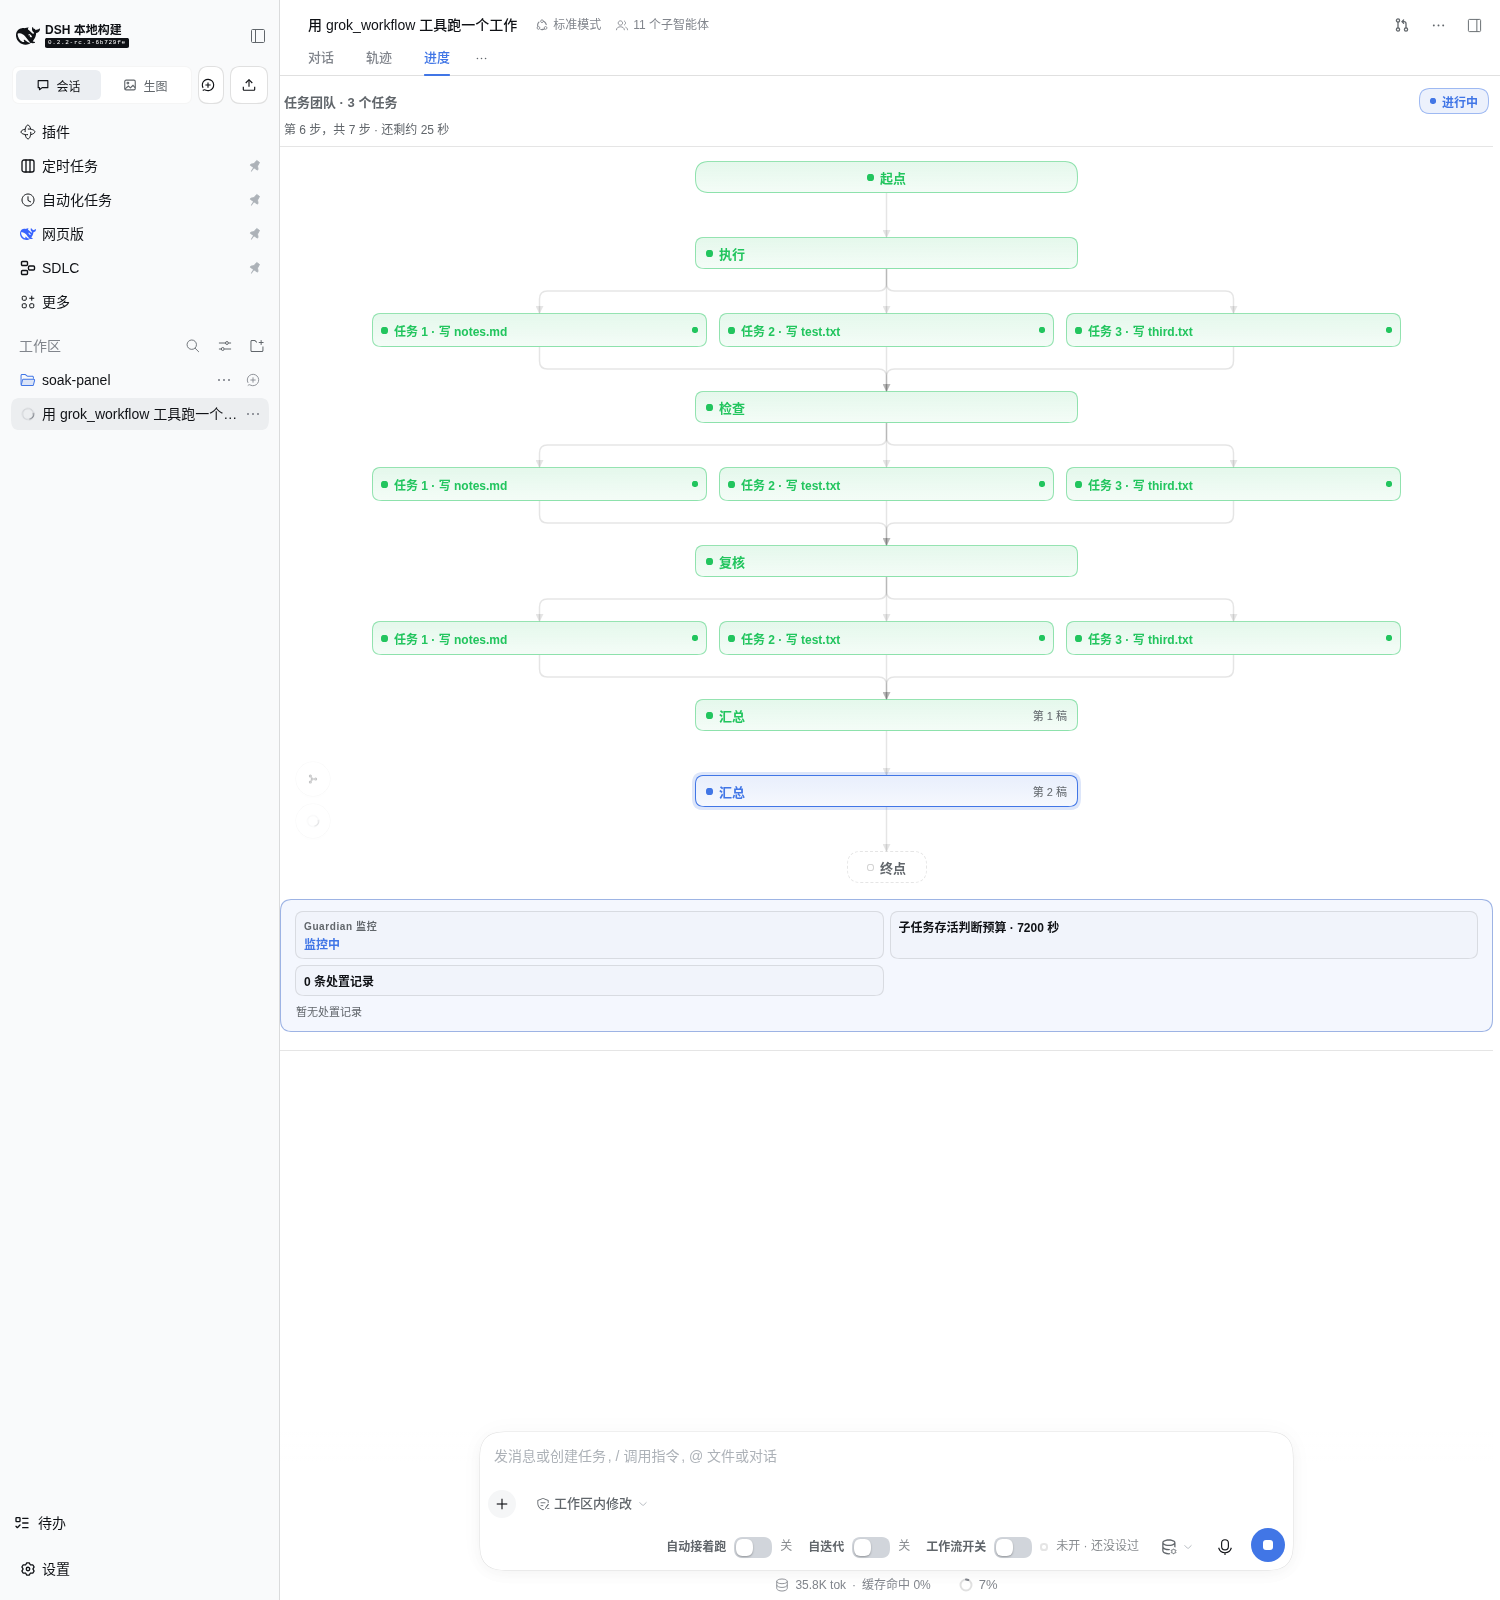 DSH 本地构建
0.2.2-rc.3-6b729fe
会话
生图
插件
定时任务
自动化任务
网页版
SDLC
更多
工作区
soak-panel
用 grok_workflow 工具跑一个…
待办
设置
用 grok_workflow 工具跑一个工作
标准模式
11 个子智能体
对话
轨迹
进度
任务团队 · 3 个任务
进行中
第 6 步，共 7 步 · 还剩约 25 秒
起点
执行
任务 1 · 写 notes.md
任务 2 · 写 test.txt
任务 3 · 写 third.txt
检查
任务 1 · 写 notes.md
任务 2 · 写 test.txt
任务 3 · 写 third.txt
复核
任务 1 · 写 notes.md
任务 2 · 写 test.txt
任务 3 · 写 third.txt
汇总
第 1 稿
汇总
第 2 稿
终点
Guardian 监控
监控中
子任务存活判断预算 · 7200 秒
0 条处置记录
暂无处置记录
发消息或创建任务, / 调用指令, @ 文件或对话
工作区内修改
自动接着跑
关
自迭代
关
工作流开关
未开 · 还没设过
35.8K tok · 缓存命中 0%
7%